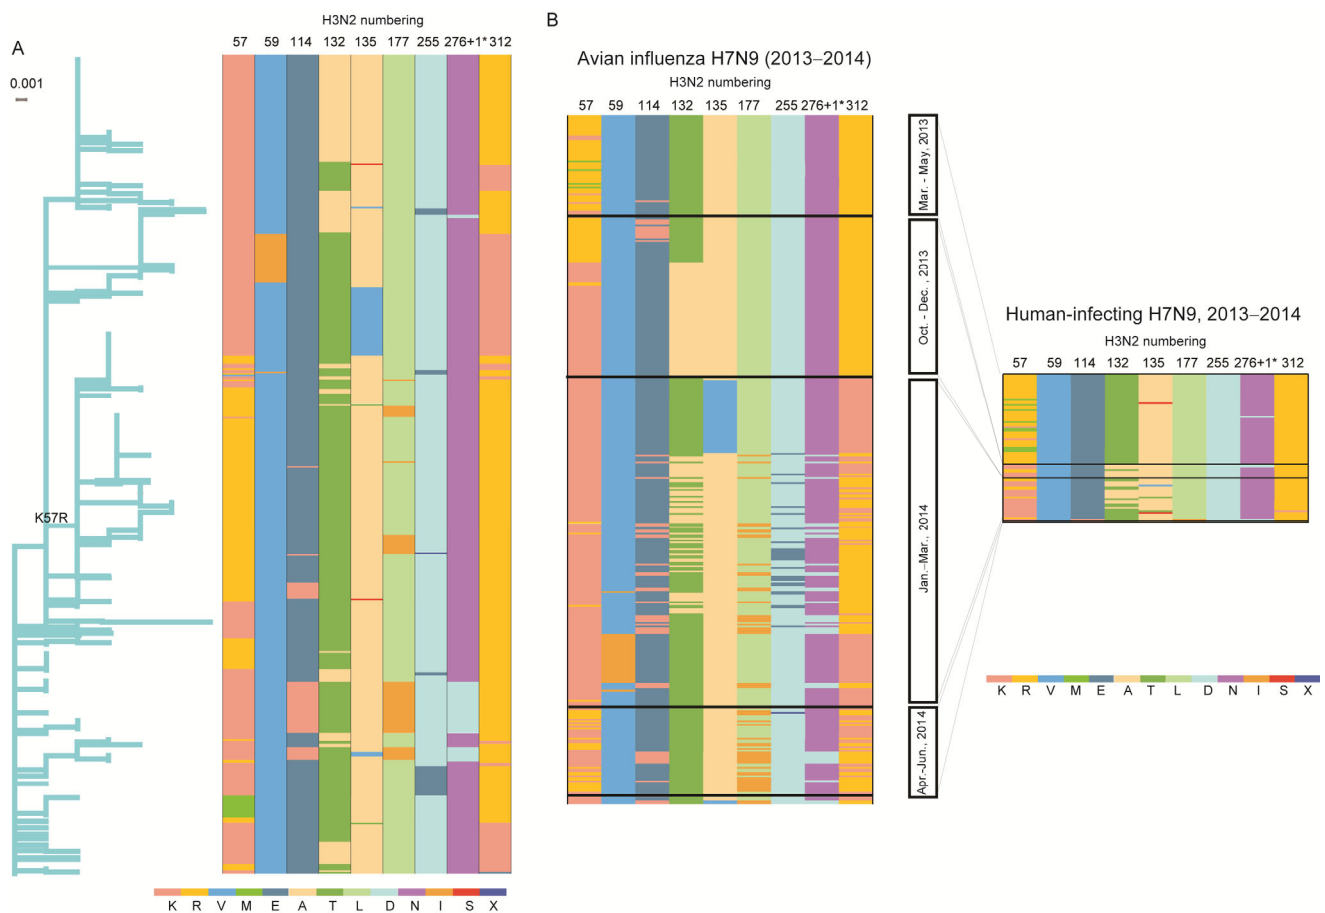 A
H3N2 numbering
57 59 114 132 135 177 255 276+1* 312
0.001
K57R
K R V M E A T L D N I S X
B
Avian influenza H7N9 (2013–2014)
H3N2 numbering
57 59 114 132 135 177 255 276+1* 312
Mar. - May, 2013
Oct. - Dec. , 2013
Jan.–Mar., 2014
Apr.-Jun., 2014
Human-infecting H7N9, 2013–2014
H3N2 numbering
57 59 114 132 135 177 255 276+1* 312
K R V M E A T L D N I S X